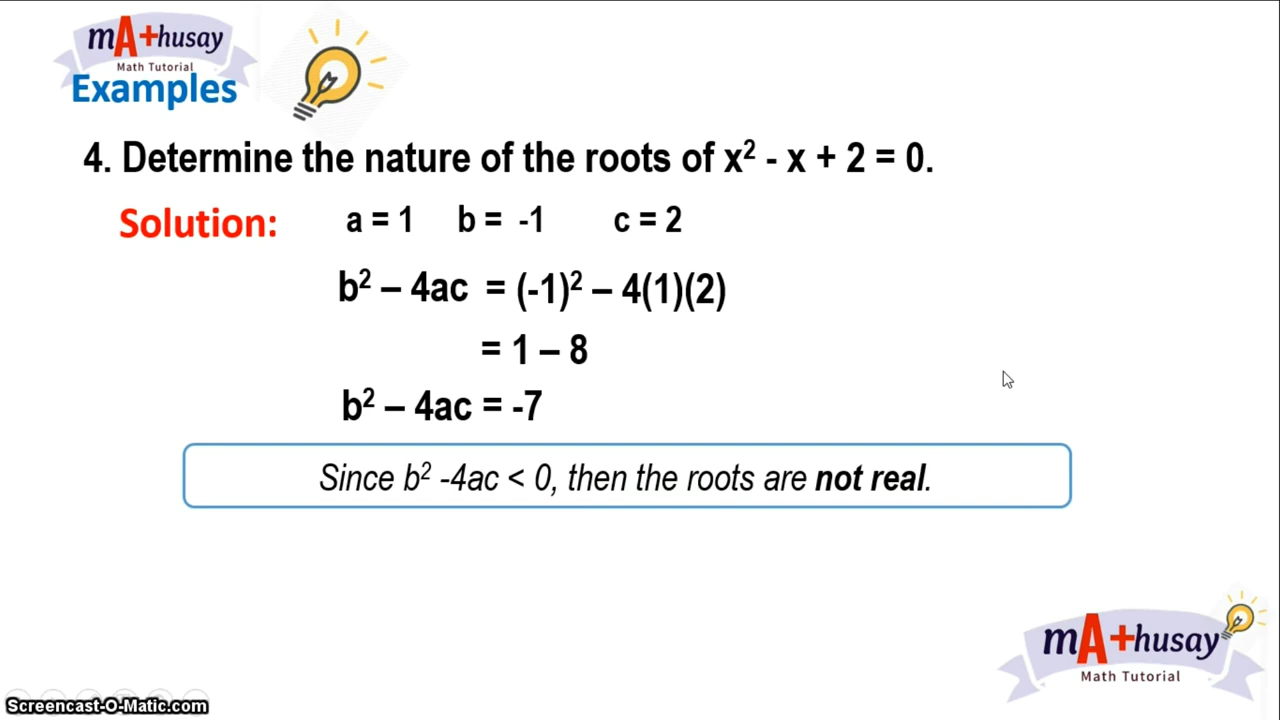 mA+husay
Math Tutorial
Examples
4. Determine the nature of the roots of x² - x + 2 = 0.
Solution: a = 1 b = -1 c = 2
b² – 4ac = (-1)² – 4(1)(2)
= 1 – 8
b² – 4ac = -7
Since b² -4ac < 0, then the roots are not real.
mA+husay
Math Tutorial
Screencast-O-Matic.com